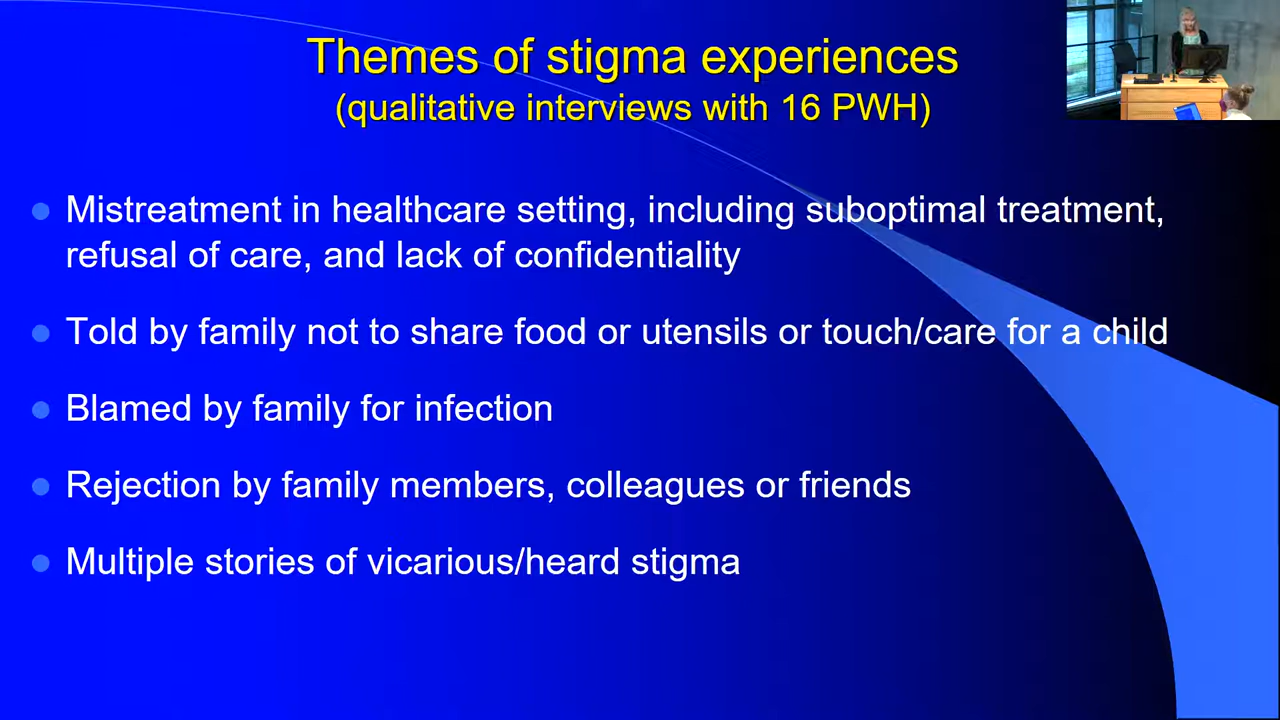 Themes of stigma experiences
(qualitative interviews with 16 PWH)
Mistreatment in healthcare setting, including suboptimal treatment,
refusal of care, and lack of confidentiality
Told by family not to share food or utensils or touch/care for a child
Blamed by family for infection
Rejection by family members, colleagues or friends
Multiple stories of vicarious/heard stigma